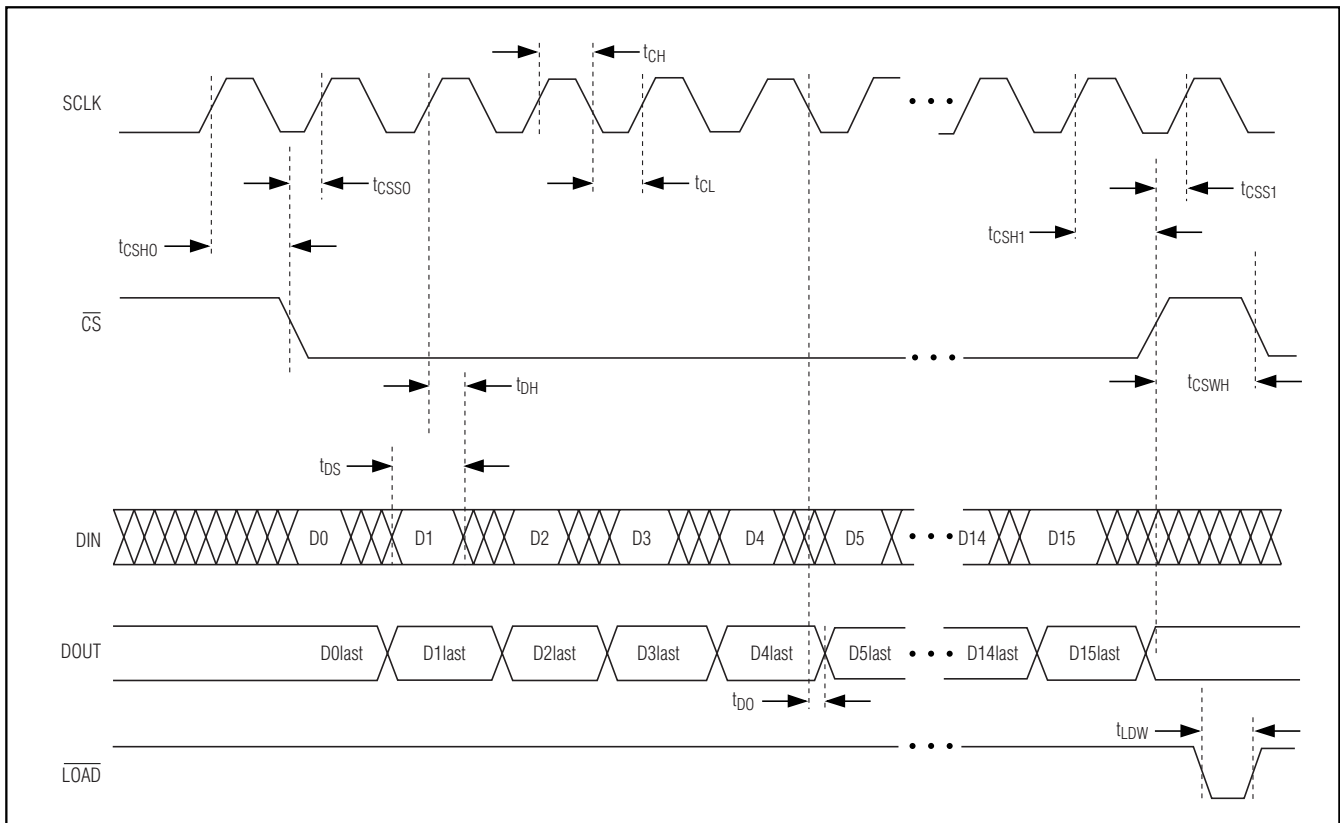 tCH
SCLK
tCSS0
tCL
tCSS1
tCSH0
tCSH1
CS
tDH
tCSWH
tDS
DIN D0 D1 D2 D3 D4 D5 • • • D14 D15
DOUT D0last D1last D2last D3last D4last D5last • • • D14last D15last
tDO
tLDW
LOAD